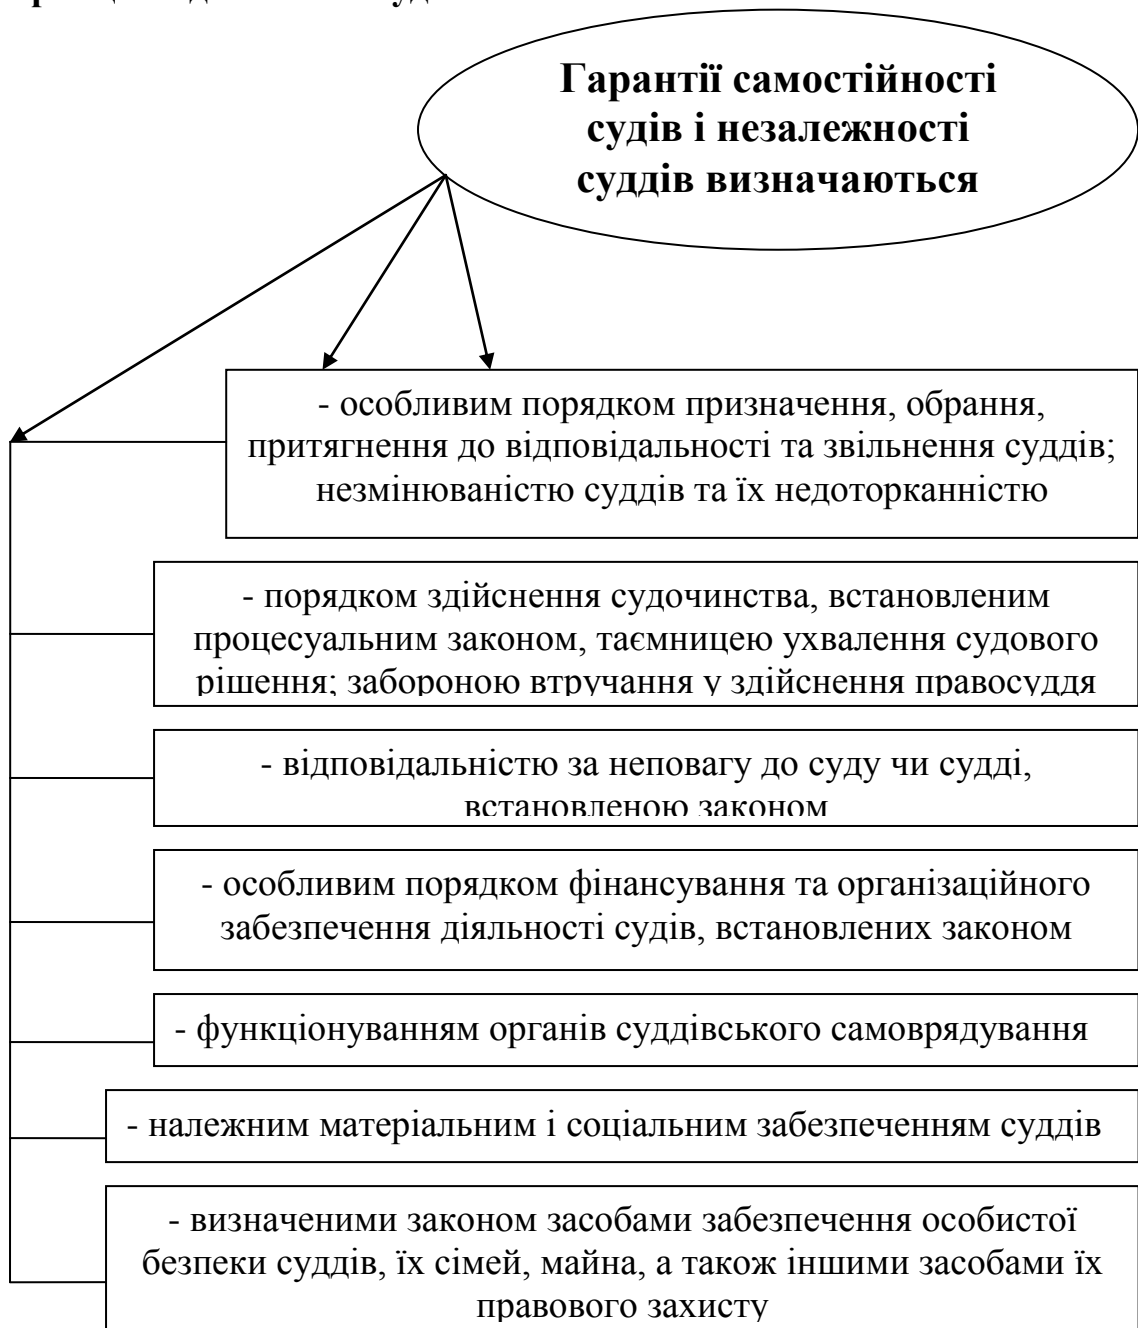 Гарантії самостійності
судів і незалежності
суддів визначаються
- особливим порядком призначення, обрання,
притягнення до відповідальності та звільнення суддів;
незмінюваністю суддів та їх недоторканністю
- порядком здійснення судочинства, встановленим
процесуальним законом, таємницею ухвалення судового
рішення; забороною втручання у здійснення правосуддя
- відповідальністю за неповагу до суду чи судді,
встановленою законом
- особливим порядком фінансування та організаційного
забезпечення діяльності судів, встановлених законом
- функціонуванням органів суддівського самоврядування
- належним матеріальним і соціальним забезпеченням суддів
- визначеними законом засобами забезпечення особистої
безпеки суддів, їх сімей, майна, а також іншими засобами їх
правового захисту